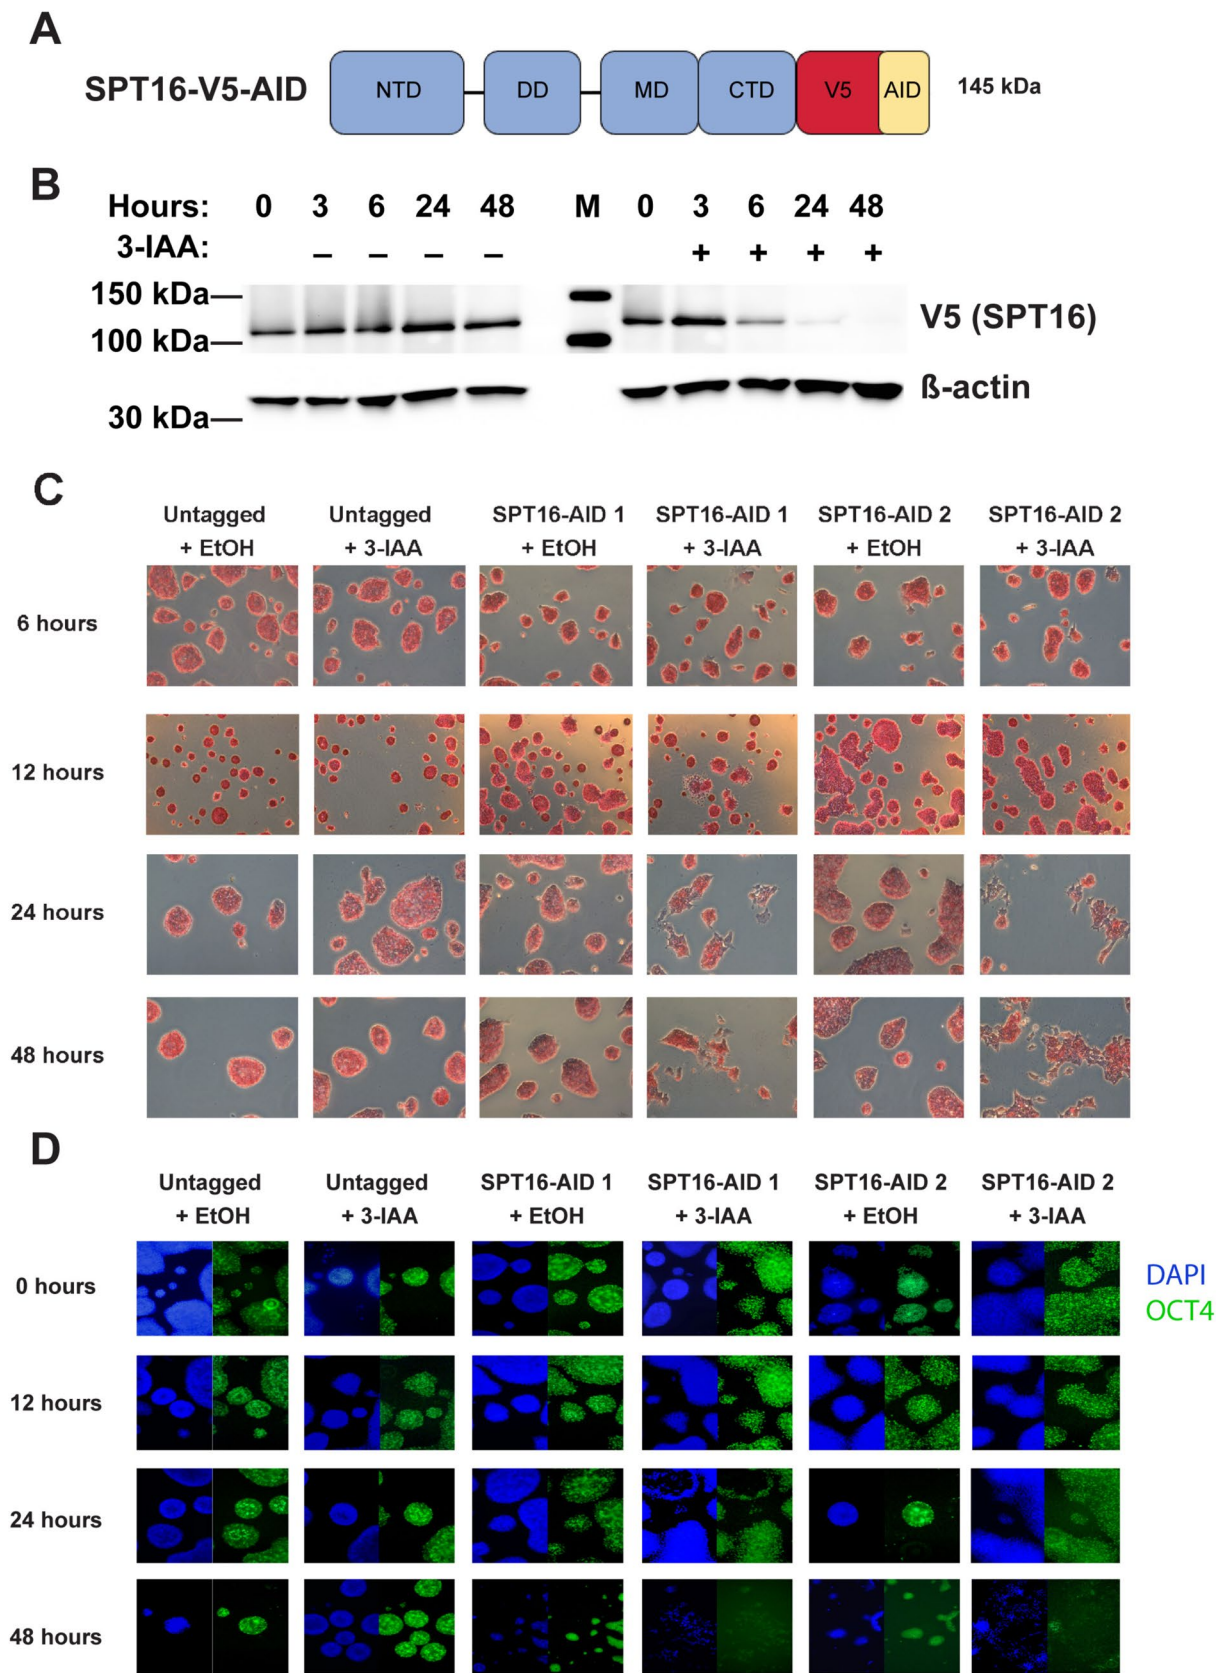 A
SPT16-V5-AID
NTD
DD
MD
CTD
V5
AID
145 kDa
B
Hours: 0 3 6 24 48 M 0 3 6 24 48
3-IAA: – – – – + + + +
150 kDa—
100 kDa—
V5 (SPT16)
ß-actin
30 kDa—
C
Untagged + EtOH
Untagged + 3-IAA
SPT16-AID 1 + EtOH
SPT16-AID 1 + 3-IAA
SPT16-AID 2 + EtOH
SPT16-AID 2 + 3-IAA
6 hours
12 hours
24 hours
48 hours
D
Untagged + EtOH
Untagged + 3-IAA
SPT16-AID 1 + EtOH
SPT16-AID 1 + 3-IAA
SPT16-AID 2 + EtOH
SPT16-AID 2 + 3-IAA
0 hours
DAPI
OCT4
12 hours
24 hours
48 hours